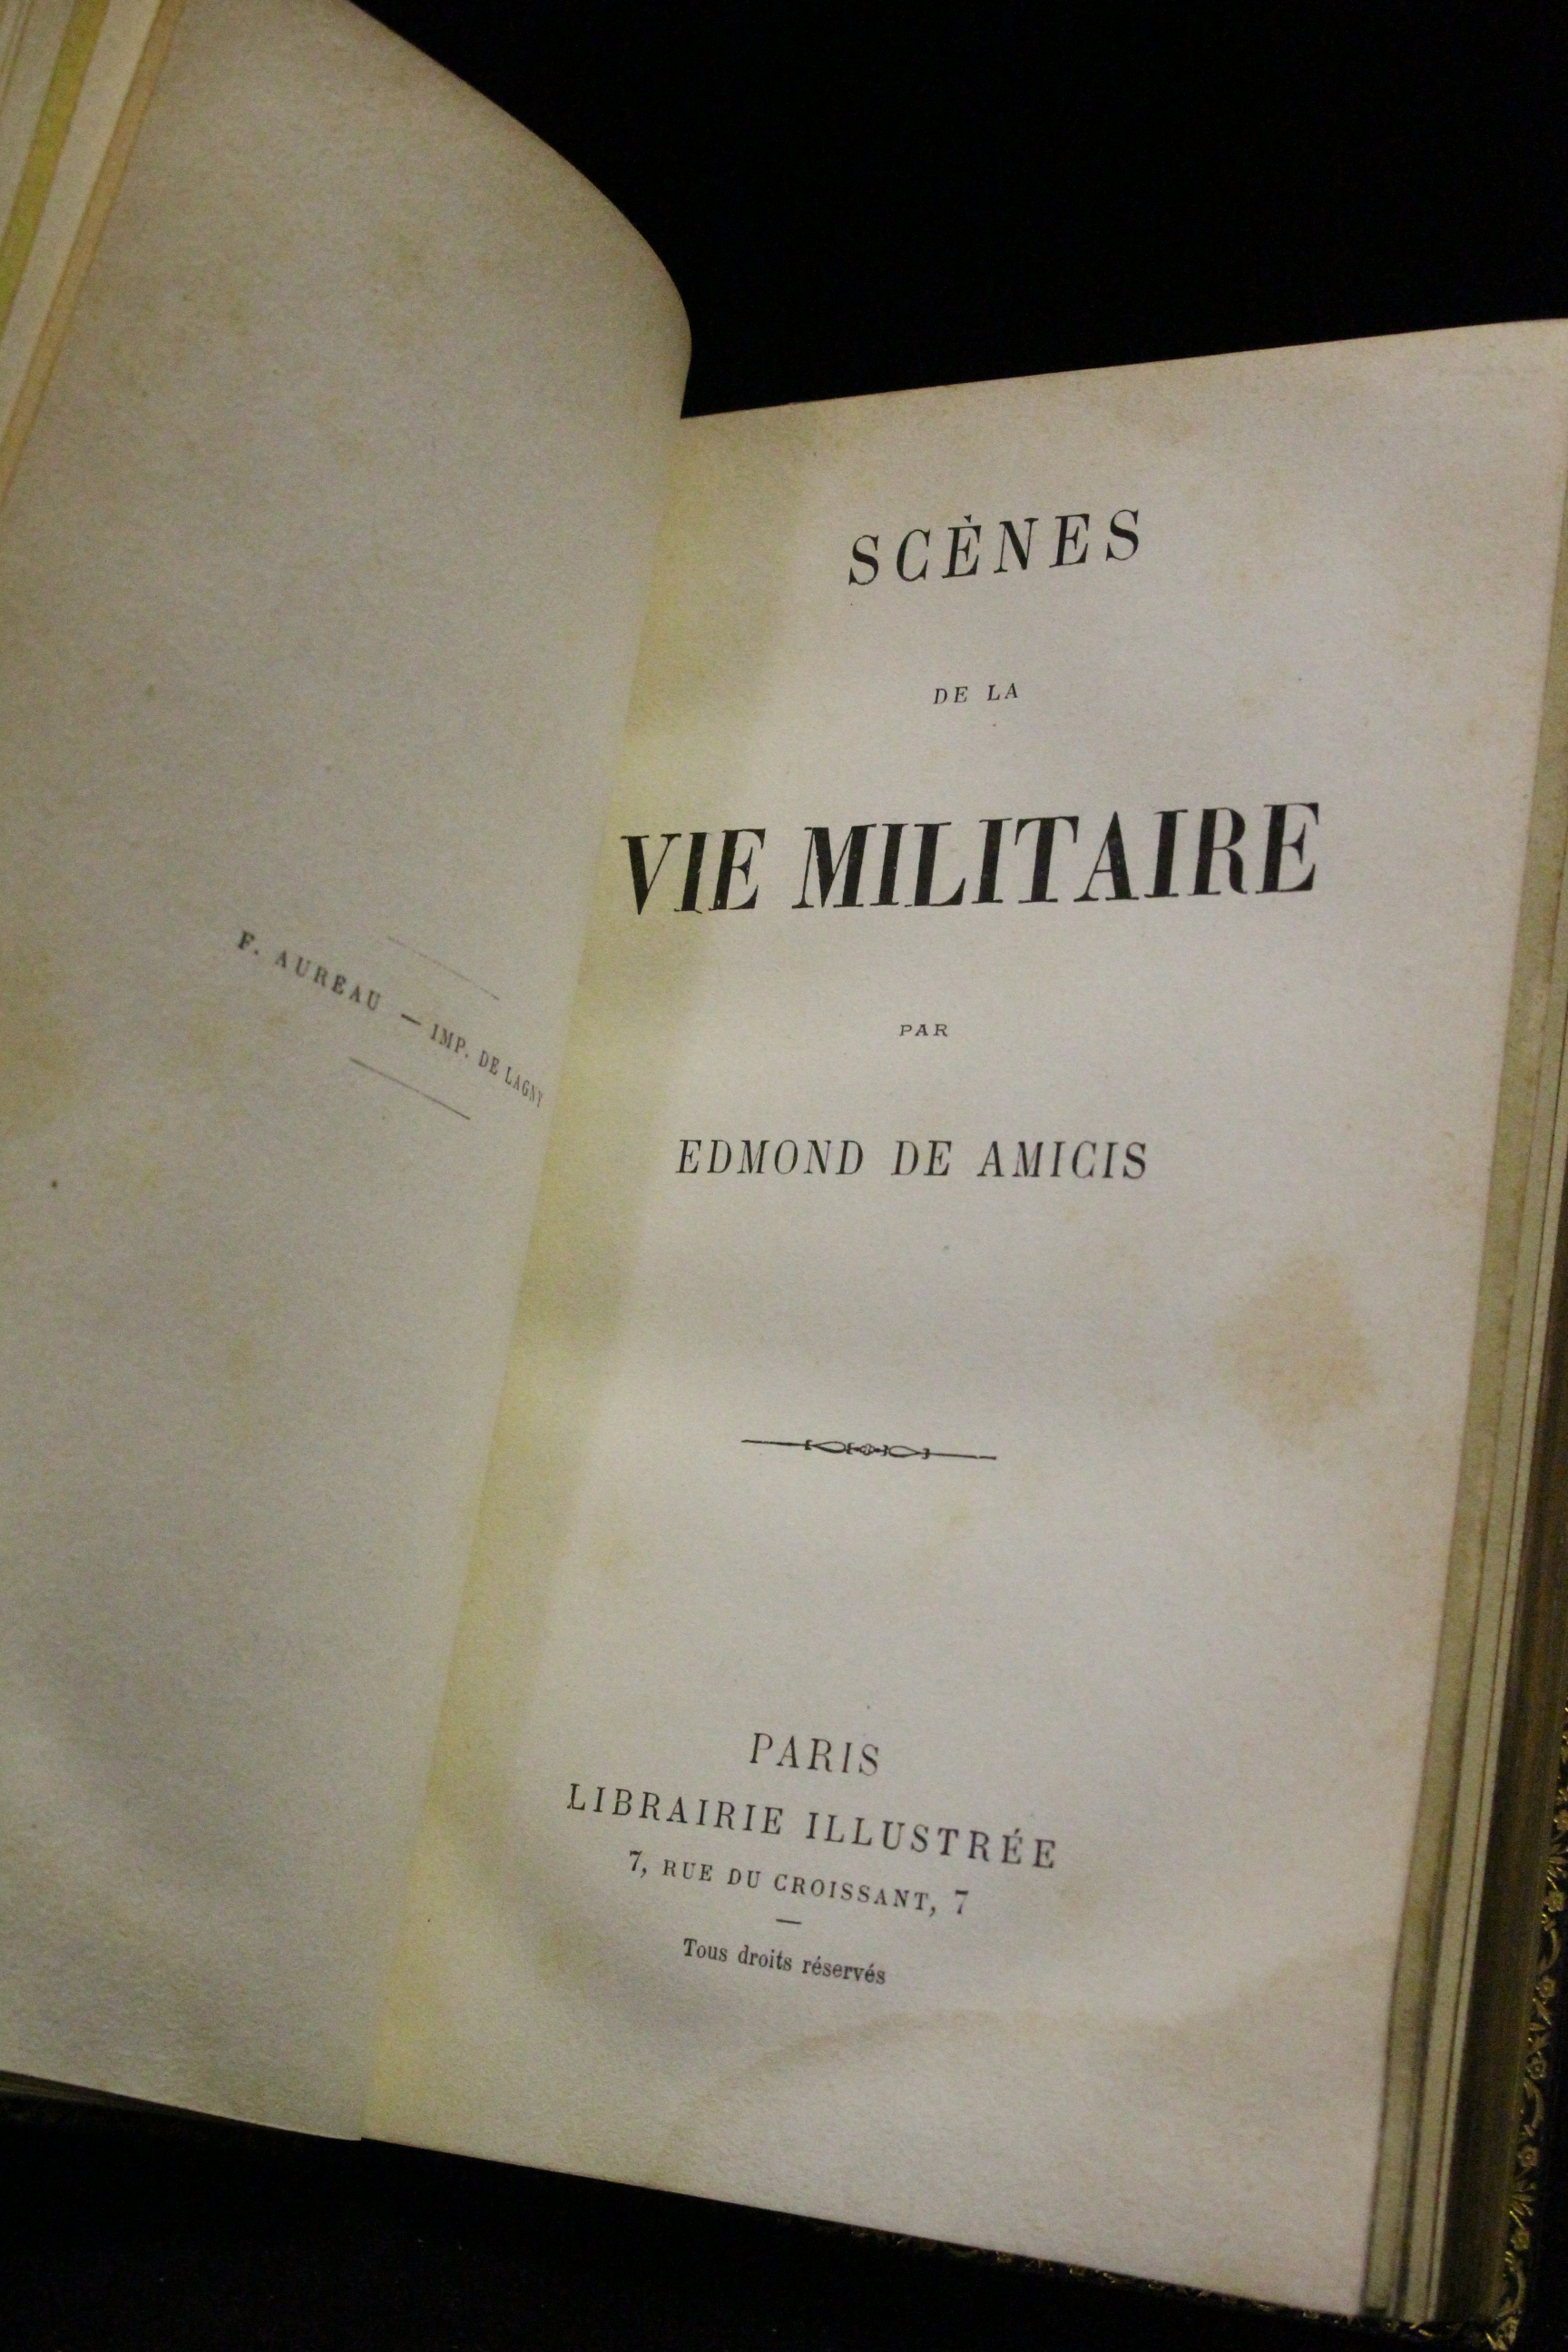 F. AUREAU — IMP. DE LAGNY
SCÈNES
DE LA
VIE MILITAIRE
PAR
EDMOND DE AMICIS
PARIS
LIBRAIRIE ILLUSTRÉE
7, RUE DU CROISSANT, 7
Tous droits réservés